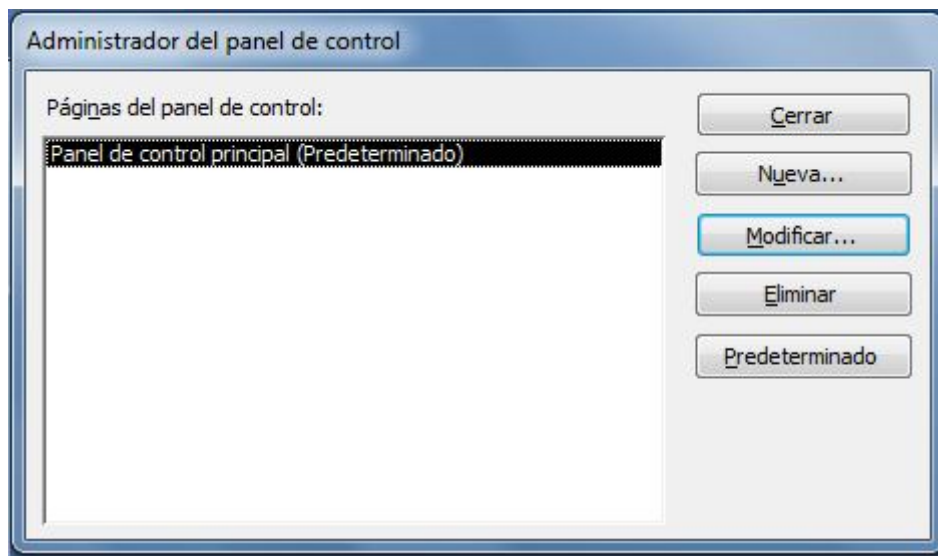 Administrador del panel de control
Páginas del panel de control:
Panel de control principal (Predeterminado)
Cerrar
Nueva...
Modificar...
Eliminar
Predeterminado